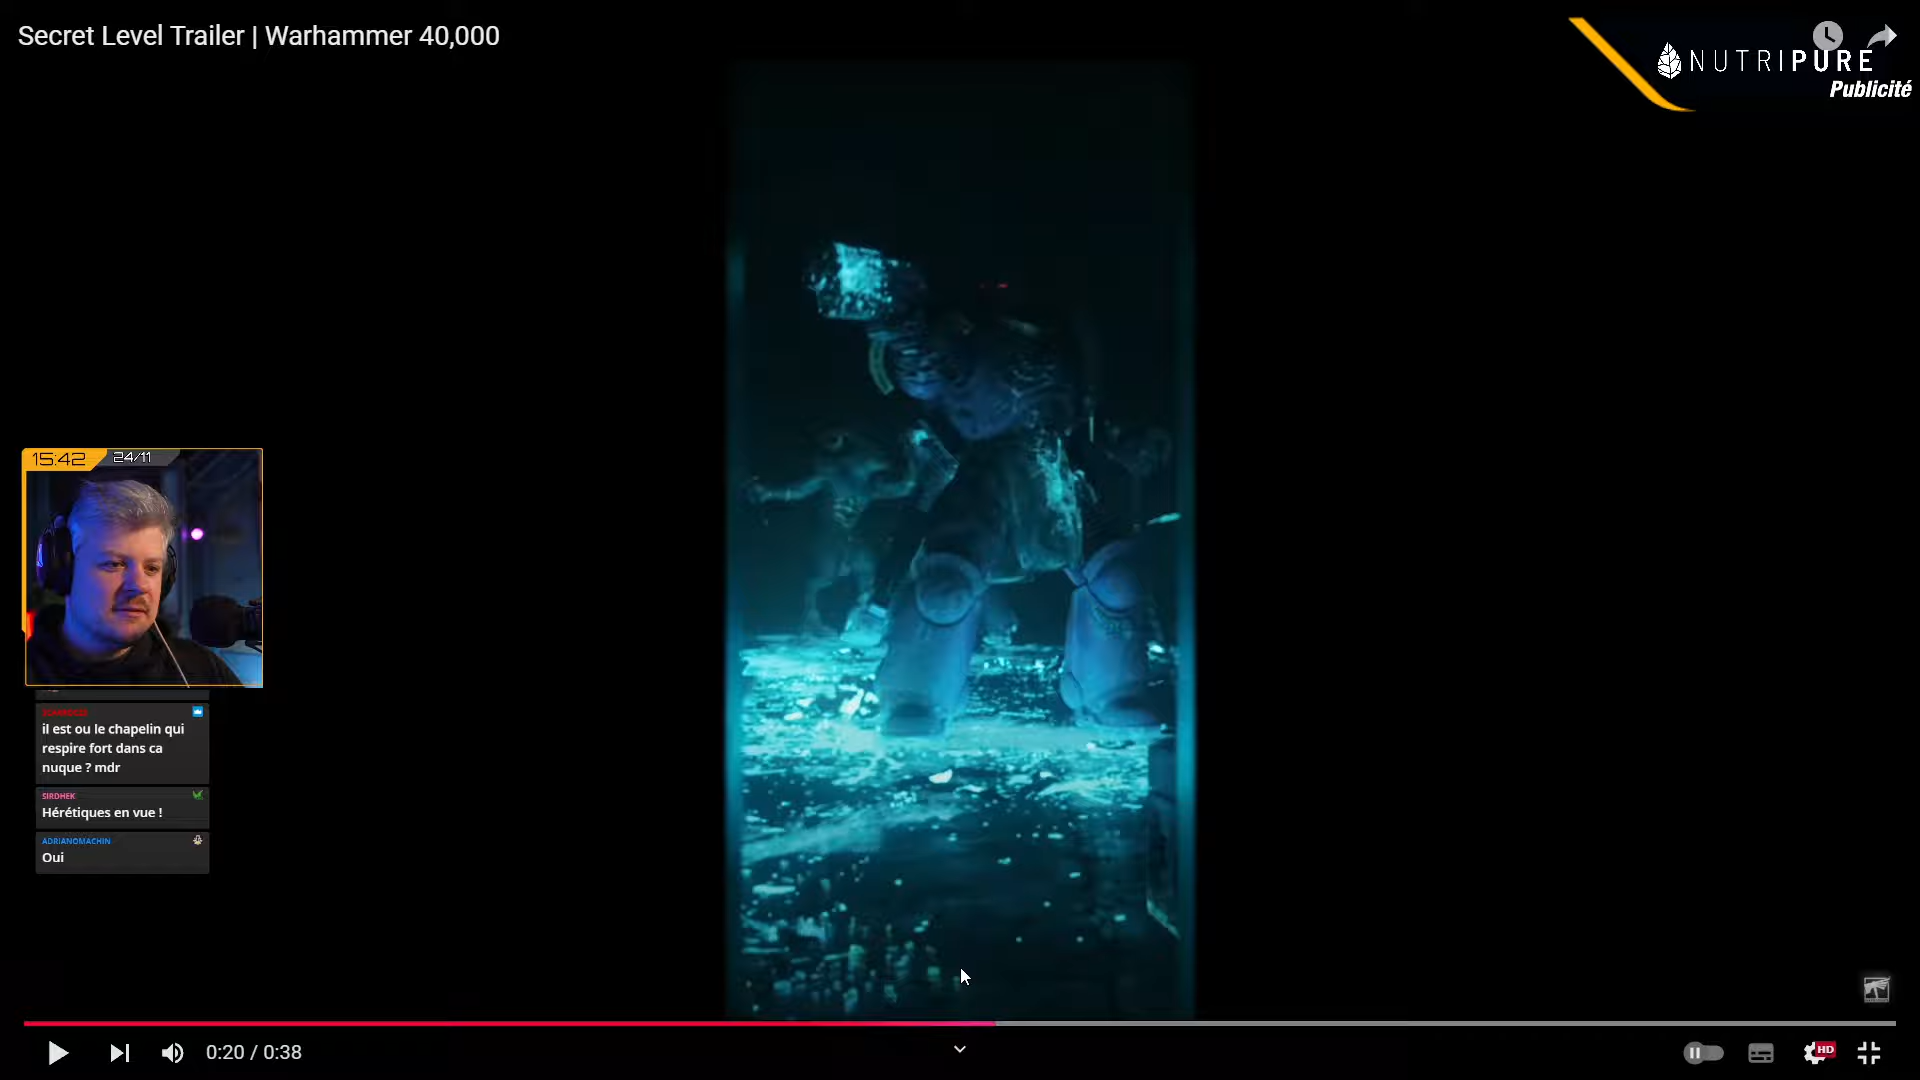 Secret Level Trailer | Warhammer 40,000
NUTRIPURE
Publicité
15:42 24/11
il est ou le chapelin qui
respire fort dans ca
nuque ? mdr
SIRDHEK
Hérétiques en vue !
ADRIANOMACHIN
Oui
0:20 / 0:38
HD